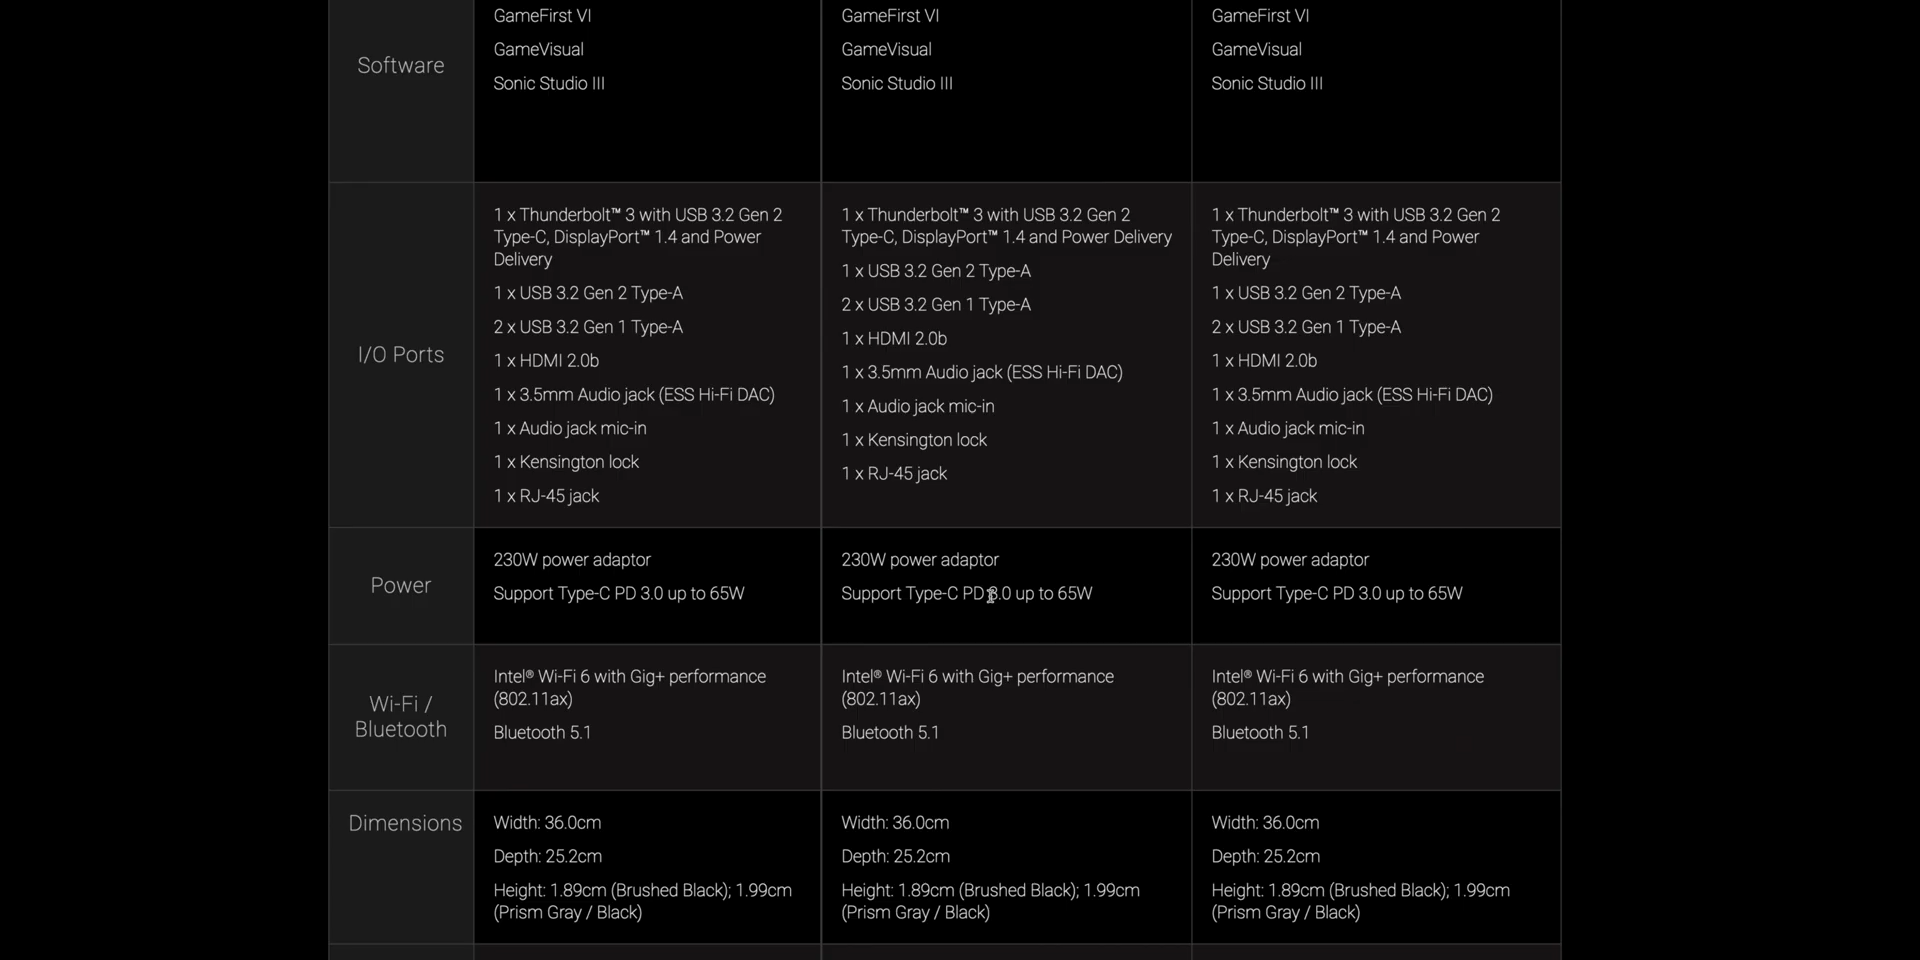 Software
GameFirst VI
GameVisual
Sonic Studio III
GameFirst VI
GameVisual
Sonic Studio III
GameFirst VI
GameVisual
Sonic Studio III
I/O Ports
1 x Thunderbolt™ 3 with USB 3.2 Gen 2
Type-C, DisplayPort™ 1.4 and Power
Delivery
1 x USB 3.2 Gen 2 Type-A
2 x USB 3.2 Gen 1 Type-A
1 x HDMI 2.0b
1 x 3.5mm Audio jack (ESS Hi-Fi DAC)
1 x Audio jack mic-in
1 x Kensington lock
1 x RJ-45 jack
1 x Thunderbolt™ 3 with USB 3.2 Gen 2
Type-C, DisplayPort™ 1.4 and Power Delivery
1 x USB 3.2 Gen 2 Type-A
2 x USB 3.2 Gen 1 Type-A
1 x HDMI 2.0b
1 x 3.5mm Audio jack (ESS Hi-Fi DAC)
1 x Audio jack mic-in
1 x Kensington lock
1 x RJ-45 jack
1 x Thunderbolt™ 3 with USB 3.2 Gen 2
Type-C, DisplayPort™ 1.4 and Power
Delivery
1 x USB 3.2 Gen 2 Type-A
2 x USB 3.2 Gen 1 Type-A
1 x HDMI 2.0b
1 x 3.5mm Audio jack (ESS Hi-Fi DAC)
1 x Audio jack mic-in
1 x Kensington lock
1 x RJ-45 jack
Power
230W power adaptor
Support Type-C PD 3.0 up to 65W
230W power adaptor
Support Type-C PD 3.0 up to 65W
230W power adaptor
Support Type-C PD 3.0 up to 65W
Wi-Fi /
Bluetooth
Intel® Wi-Fi 6 with Gig+ performance
(802.11ax)
Bluetooth 5.1
Intel® Wi-Fi 6 with Gig+ performance
(802.11ax)
Bluetooth 5.1
Intel® Wi-Fi 6 with Gig+ performance
(802.11ax)
Bluetooth 5.1
Dimensions
Width: 36.0cm
Depth: 25.2cm
Height: 1.89cm (Brushed Black); 1.99cm
(Prism Gray / Black)
Width: 36.0cm
Depth: 25.2cm
Height: 1.89cm (Brushed Black); 1.99cm
(Prism Gray / Black)
Width: 36.0cm
Depth: 25.2cm
Height: 1.89cm (Brushed Black); 1.99cm
(Prism Gray / Black)